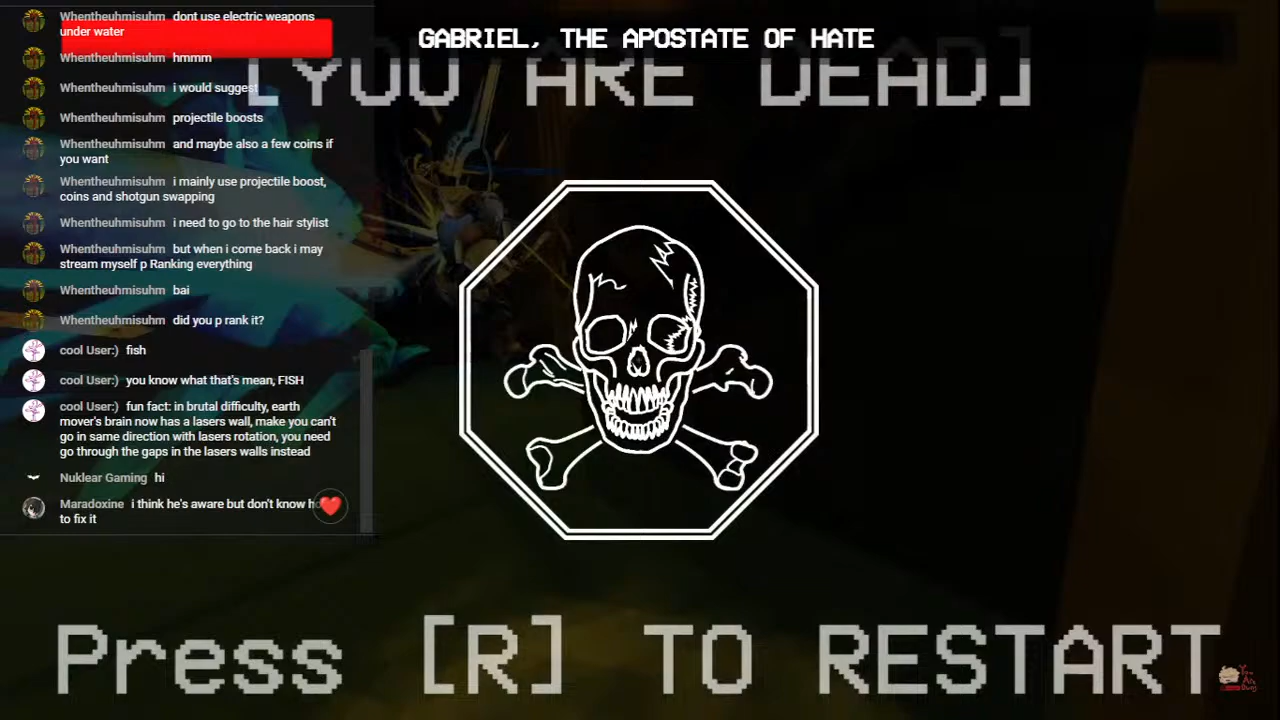 Whentheuhmisuhm dont use electric weapons
under water
Whentheuhmisuhm hmmm
Whentheuhmisuhm i would suggest
Whentheuhmisuhm projectile boosts
Whentheuhmisuhm and maybe also a few coins if
you want
Whentheuhmisuhm i mainly use projectile boost,
coins and shotgun swapping
Whentheuhmisuhm i need to go to the hair stylist
Whentheuhmisuhm but when i come back i may
stream myself p Ranking everything
Whentheuhmisuhm bai
Whentheuhmisuhm did you p rank it?
cool User:) fish
cool User:) you know what that's mean, FISH
cool User:) fun fact: in brutal difficulty, earth
mover's brain now has a lasers wall, make you can't
go in same direction with lasers rotation, you need
go through the gaps in the lasers walls instead
Nuklear Gaming hi
Maradoxine i think he's aware but don't know
to fix it
GABRIEL, THE APOSTATE OF HATE
[YOU ARE DEAD]
Press [R] TO RESTART